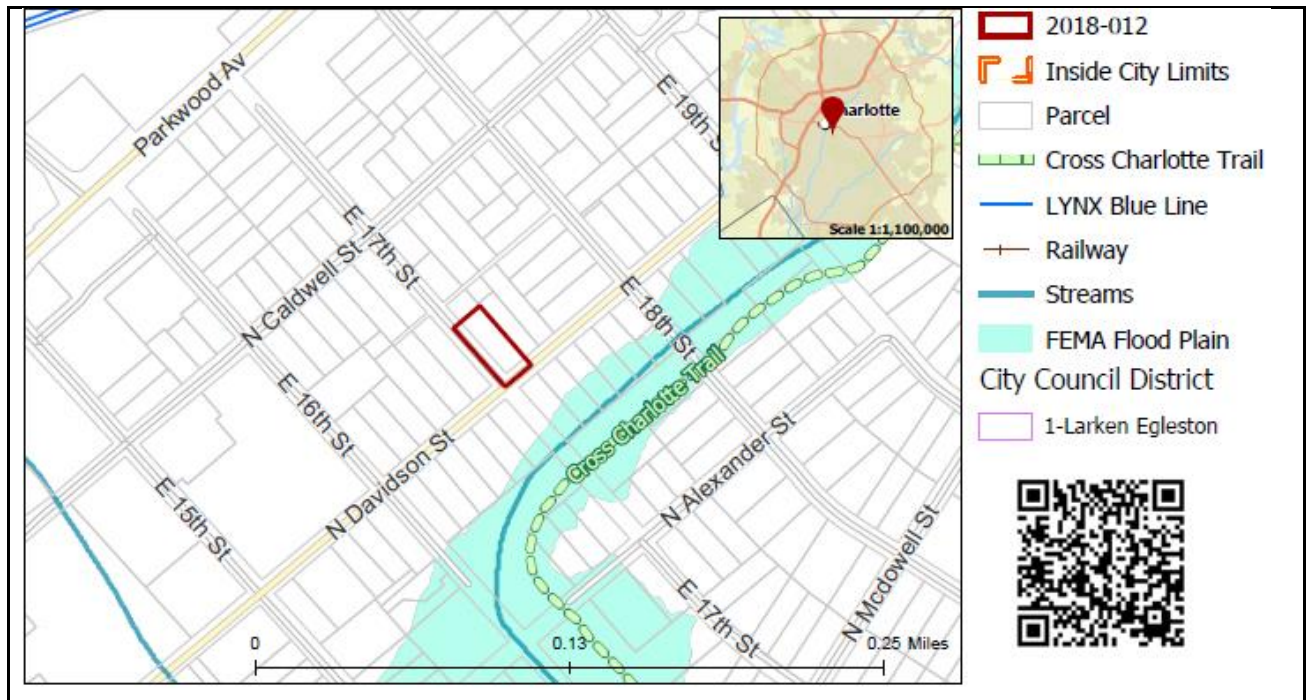 Parkwood Av
E 19th S
harlotte
Scale 1:1,100,000
E 17th St
N Caldwell St
E 18th St
E 16th St
Cross Charlotte Trail
N Davidson St
N Alexander St
E 15th St
N Mcdowell St
E 17th St
0
0.13
0.25 Miles
2018-012
Inside City Limits
Parcel
Cross Charlotte Trail
LYNX Blue Line
Railway
Streams
FEMA Flood Plain
City Council District
1-Larken Egleston